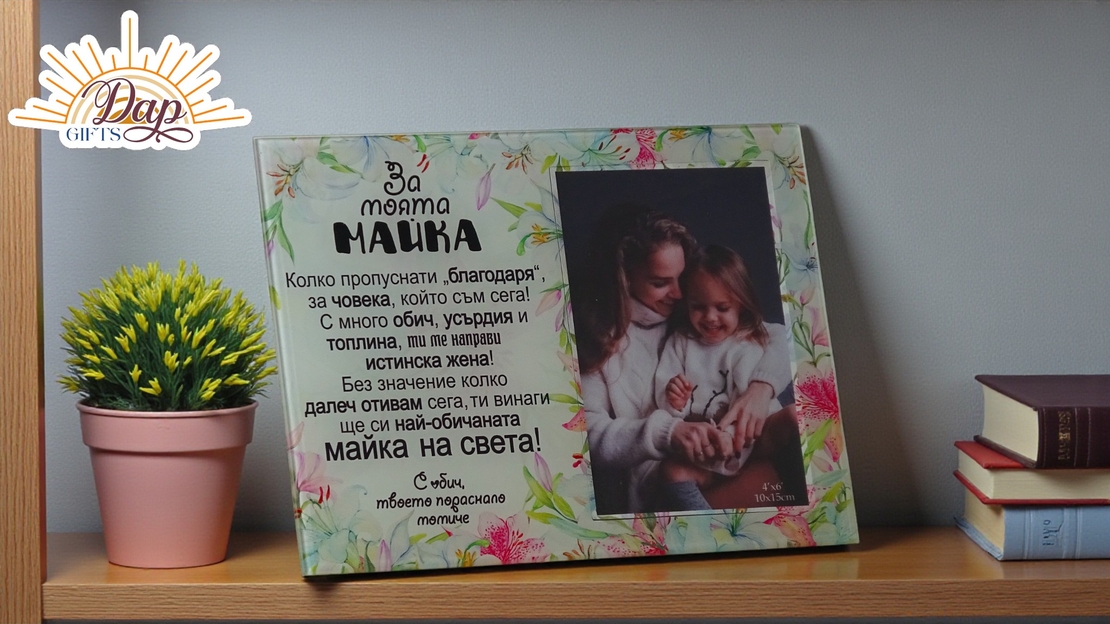 Dap
GIFTS
За
моята
МАЙКА
Колко пропуснати „благодаря“,
за човека, който съм сега!
С много обич, усърдия и
топлина, ти ме направи
истинска жена!
Без значение колко
далеч отивам сега, ти винаги
ще си най-обичаната
майка на света!
С обич,
твоето пораснало
момиче
4'x6'
10x15cm